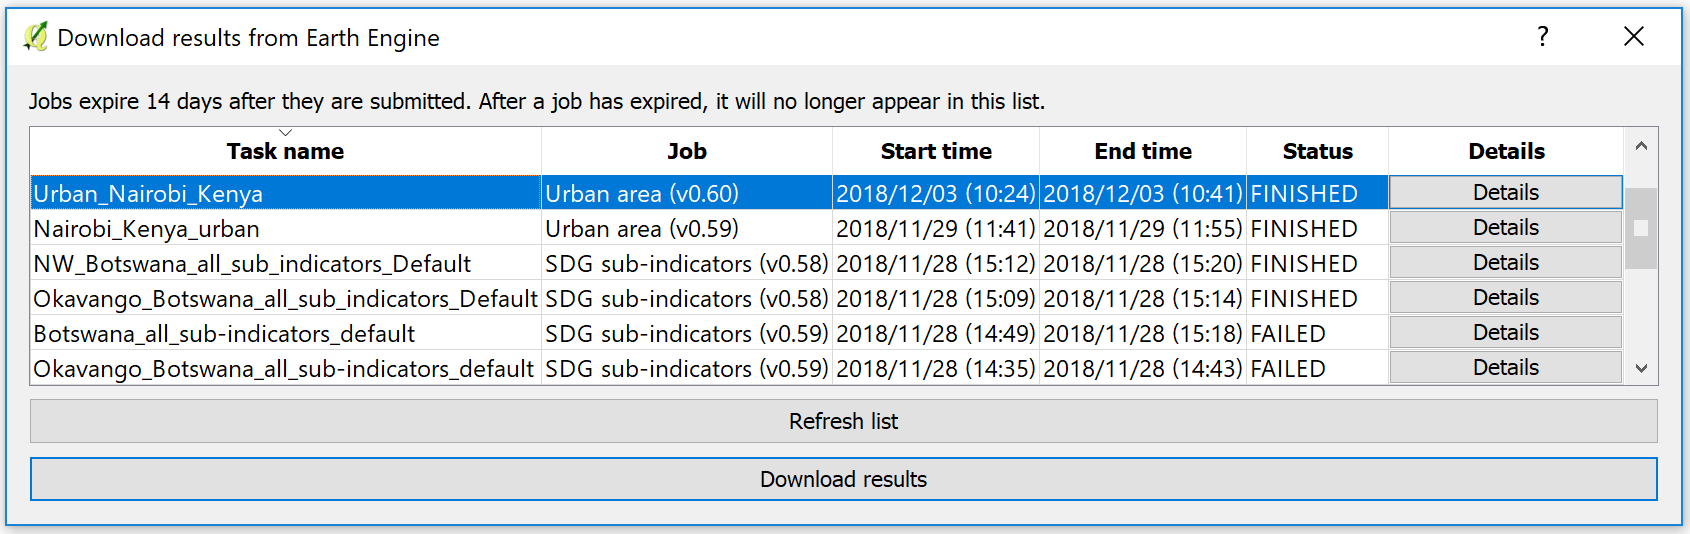 Download results from Earth Engine ?
Jobs expire 14 days after they are submitted. After a job has expired, it will no longer appear in this list.
Task name Job Start time End time Status Details
Urban_Nairobi_Kenya Urban area (v0.60) 2018/12/03 (10:24) 2018/12/03 (10:41) FINISHED Details
Nairobi_Kenya_urban Urban area (v0.59) 2018/11/29 (11:41) 2018/11/29 (11:55) FINISHED Details
NW_Botswana_all_sub_indicators_Default SDG sub-indicators (v0.58) 2018/11/28 (15:12) 2018/11/28 (15:20) FINISHED Details
Okavango_Botswana_all_sub_indicators_Default SDG sub-indicators (v0.58) 2018/11/28 (15:09) 2018/11/28 (15:14) FINISHED Details
Botswana_all_sub-indicators_default SDG sub-indicators (v0.59) 2018/11/28 (14:49) 2018/11/28 (15:18) FAILED Details
Okavango_Botswana_all_sub-indicators_default SDG sub-indicators (v0.59) 2018/11/28 (14:35) 2018/11/28 (14:43) FAILED Details
Refresh list
Download results